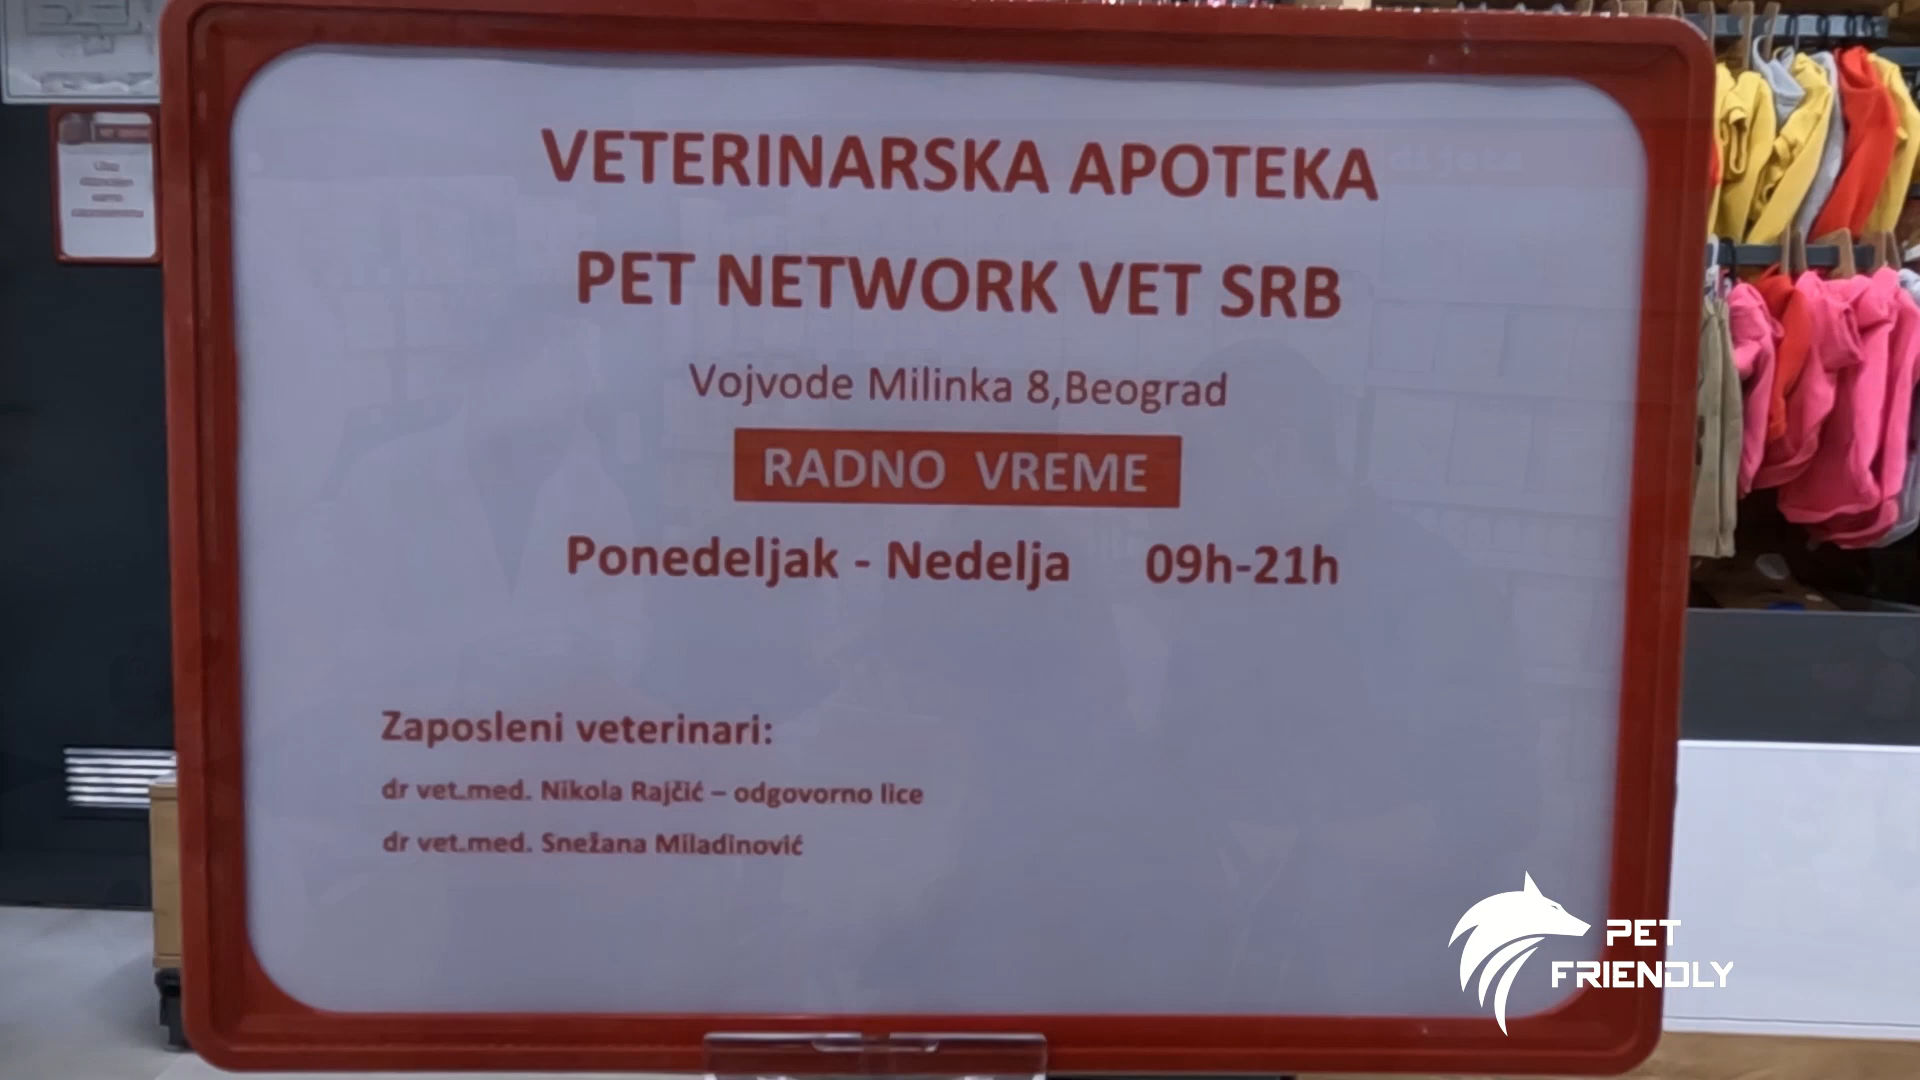 VETERINARSKA APOTEKA
PET NETWORK VET SRB
Vojvode Milinka 8,Beograd
RADNO VREME
Ponedeljak - Nedelja 09h-21h
Zaposleni veterinari:
dr vet.med. Nikola Rajčić – odgovorno lice
dr vet.med. Snežana Miladinović
PET
FRIENDLY